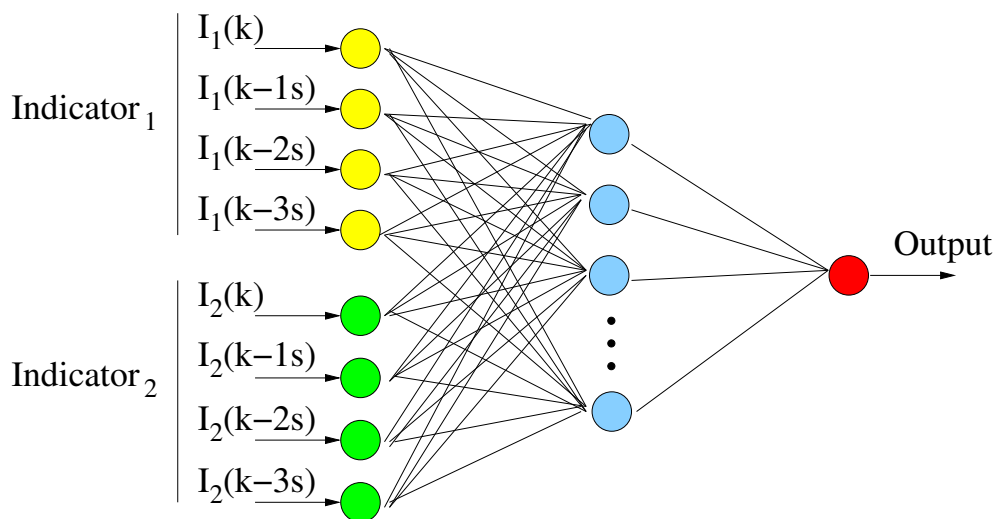 I₁(k)
I₁(k−1s)
Indicator₁
I₁(k−2s)
I₁(k−3s)
Output
I₂(k)
I₂(k−1s)
Indicator₂
I₂(k−2s)
I₂(k−3s)